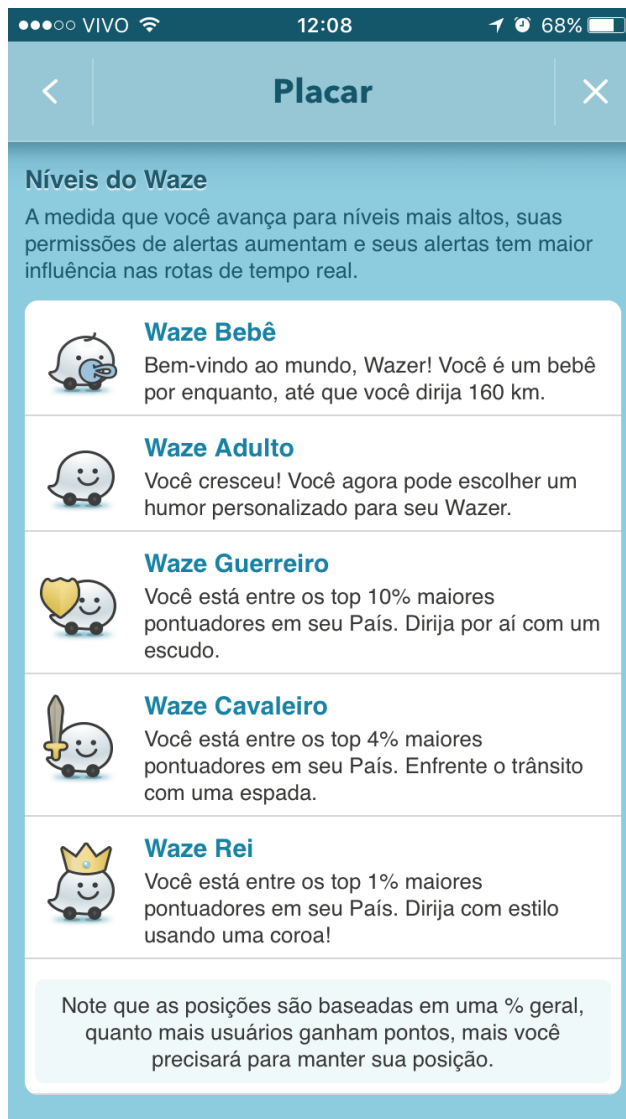 VIVO 12:08 68%
Placar
Níveis do Waze
A medida que você avança para níveis mais altos, suas
permissões de alertas aumentam e seus alertas tem maior
influência nas rotas de tempo real.
Waze Bebê
Bem-vindo ao mundo, Wazer! Você é um bebê
por enquanto, até que você dirija 160 km.
Waze Adulto
Você cresceu! Você agora pode escolher um
humor personalizado para seu Wazer.
Waze Guerreiro
Você está entre os top 10% maiores
pontuadores em seu País. Dirija por aí com um
escudo.
Waze Cavaleiro
Você está entre os top 4% maiores
pontuadores em seu País. Enfrente o trânsito
com uma espada.
Waze Rei
Você está entre os top 1% maiores
pontuadores em seu País. Dirija com estilo
usando uma coroa!
Note que as posições são baseadas em uma % geral,
quanto mais usuários ganham pontos, mais você
precisará para manter sua posição.